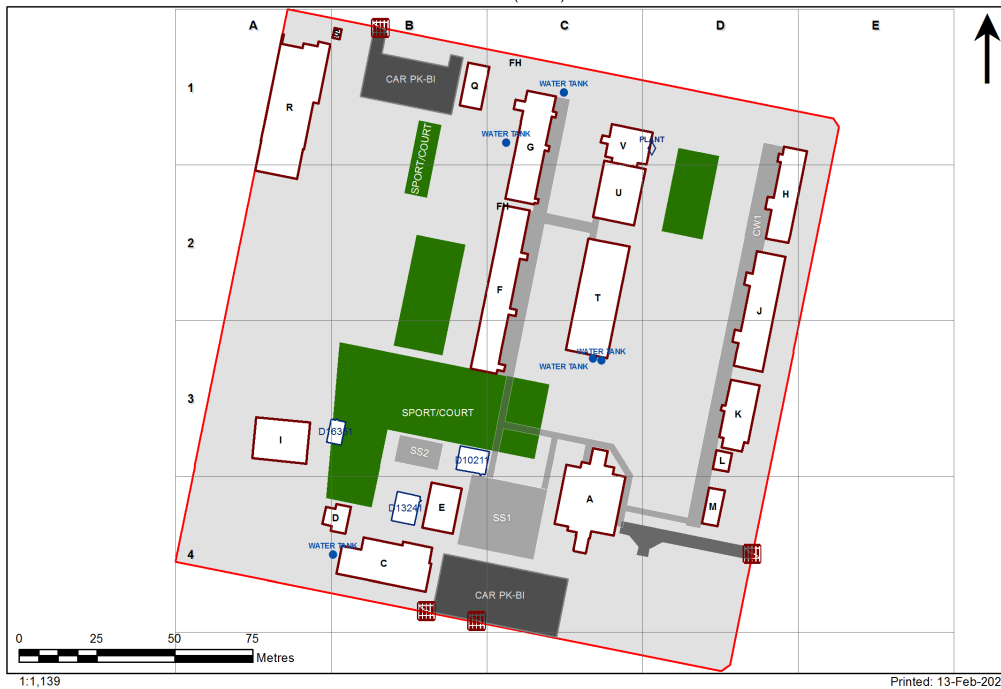 A B C D E
1
2
3
4
CAR PK-BI
Q
FH
WATER TANK
R
WATER TANK
G
V
PLANT
SPORT/COURT
U
H
FH
CW1
F
T
J
WATER TANK
WATER TANK
SPORT/COURT
K
D16351
I
SS2
D10211
L
A
M
D13241
E
SS1
D
WATER TANK
C
CAR PK-BI
0 25 50 75
Metres
1:1,139
Printed: 13-Feb-202